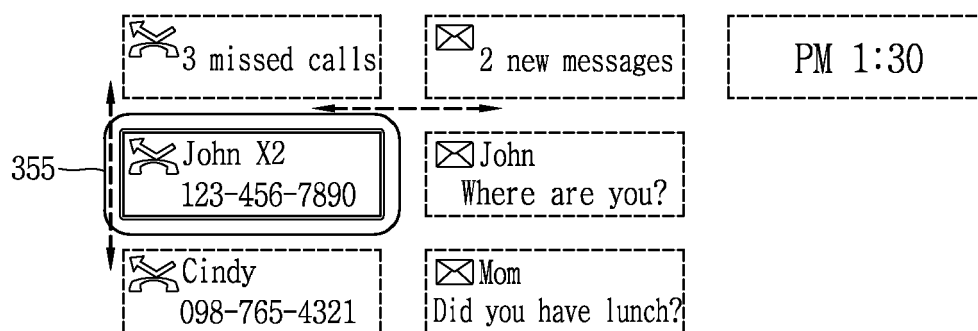 3 missed calls
2 new messages
PM 1:30
355
John X2
123-456-7890
John
Where are you?
Cindy
098-765-4321
Mom
Did you have lunch?